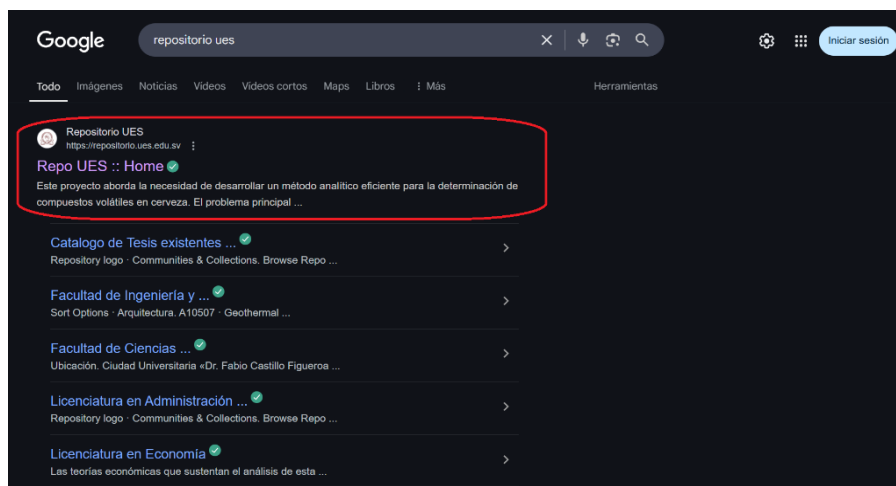 Google
repositorio ues
Iniciar sesión
Todo Imágenes Noticias Videos Videos cortos Maps Libros Más Herramientas
Repositorio UES
https://repositorio.ues.edu.sv
Repo UES :: Home
Este proyecto aborda la necesidad de desarrollar un método analítico eficiente para la determinación de
compuestos volátiles en cerveza. El problema principal ...
Catalogo de Tesis existentes ...
Repository logo · Communities & Collections. Browse Repo ...
Facultad de Ingeniería y ...
Sort Options · Arquitectura. A10507 · Geothermal ...
Facultad de Ciencias ...
Ubicación. Ciudad Universitaria «Dr. Fabio Castillo Figueroa ...
Licenciatura en Administración ...
Repository logo · Communities & Collections. Browse Repo ...
Licenciatura en Economía
Las teorías económicas que sustentan el análisis de esta ...